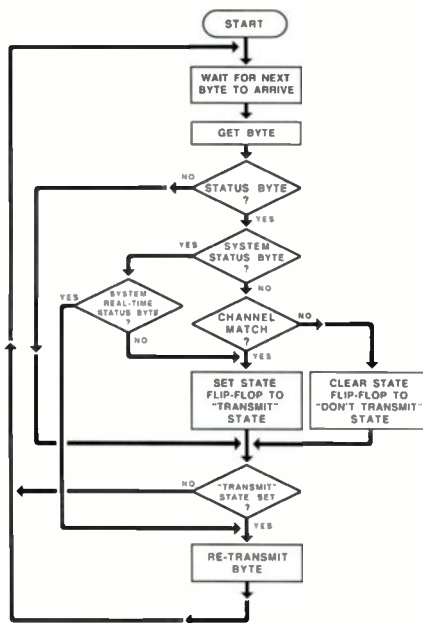 START
WAIT FOR NEXT
BYTE TO ARRIVE
GET BYTE
NO
STATUS BYTE
?
YES
YES
SYSTEM
STATUS BYTE
?
NO
YES
SYSTEM
REAL-TIME
STATUS BYTE
?
NO
CHANNEL
MATCH
?
NO
YES
SET STATE
FLIP-FLOP TO
"TRANSMIT"
STATE
CLEAR STATE
FLIP-FLOP TO
"DON'T TRANSMIT"
STATE
NO
"TRANSMIT"
STATE SET
?
YES
RE-TRANSMIT
BYTE